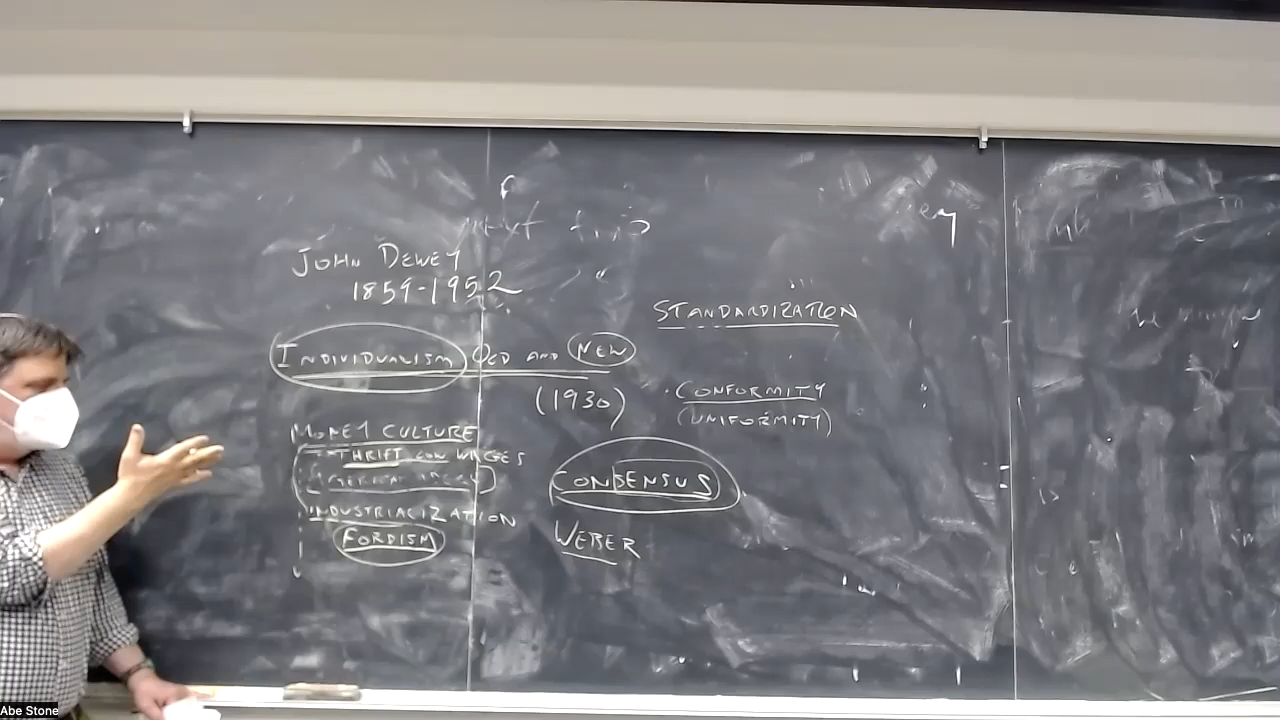 JOHN DEWEY
1859-1952
INDIVIDUALISM OLD AND NEW
(1930)
MONEY CULTURE
THRIFT LOW WAGES
INDUSTRIALIZATION
FORDISM
STANDARDIZATION
CONFORMITY
(UNIFORMITY)
CONSENSUS
WEBER
Abe Stone